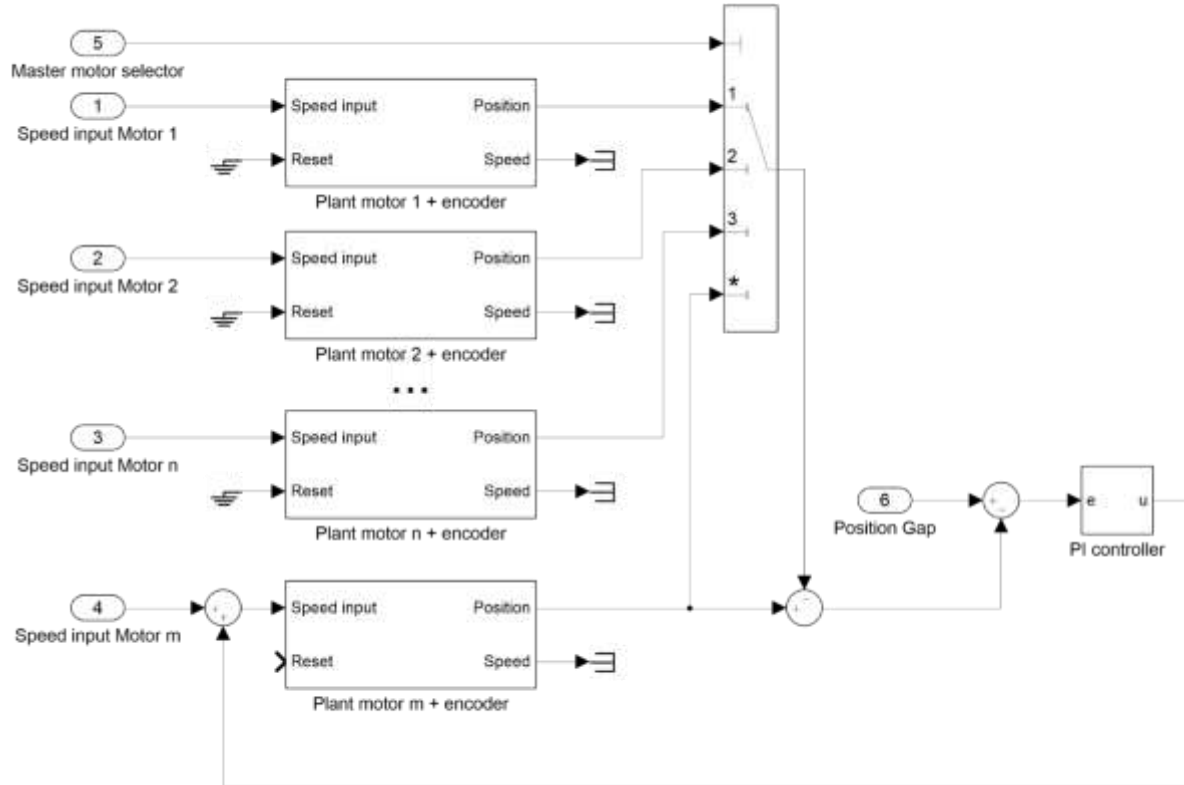 5
Master motor selector
1
Speed input Motor 1
Speed input
Position
Reset
Speed
Plant motor 1 + encoder
1
2
3
*
2
Speed input Motor 2
Speed input
Position
Reset
Speed
Plant motor 2 + encoder
...
3
Speed input Motor n
Speed input
Position
Reset
Speed
Plant motor n + encoder
4
Speed input Motor m
+
+
Speed input
Position
Reset
Speed
Plant motor m + encoder
+
-
6
Position Gap
+
-
e
u
PI controller